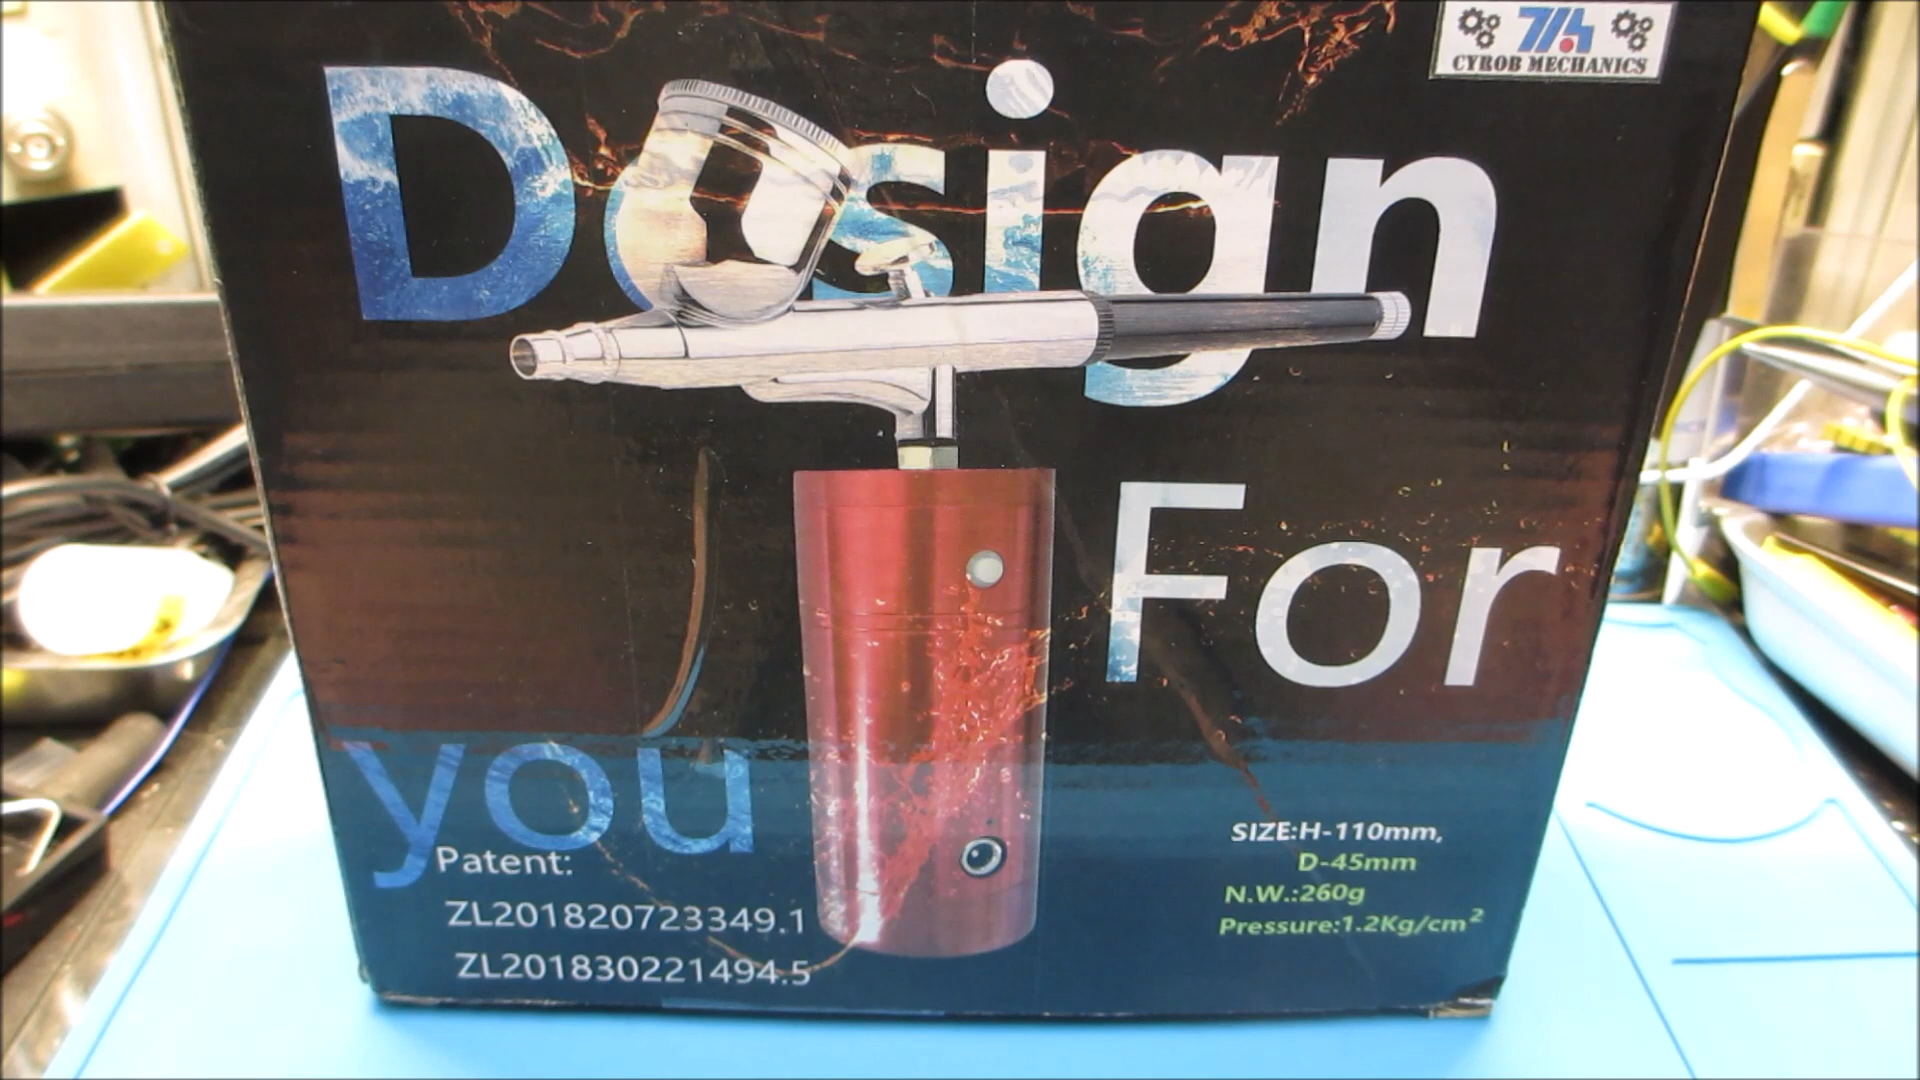 CYROB MECHANICS
Design
For
you
Patent:
ZL201820723349.1
ZL201830221494.5
SIZE:H-110mm,
D-45mm
N.W.:260g
Pressure:1.2Kg/cm²